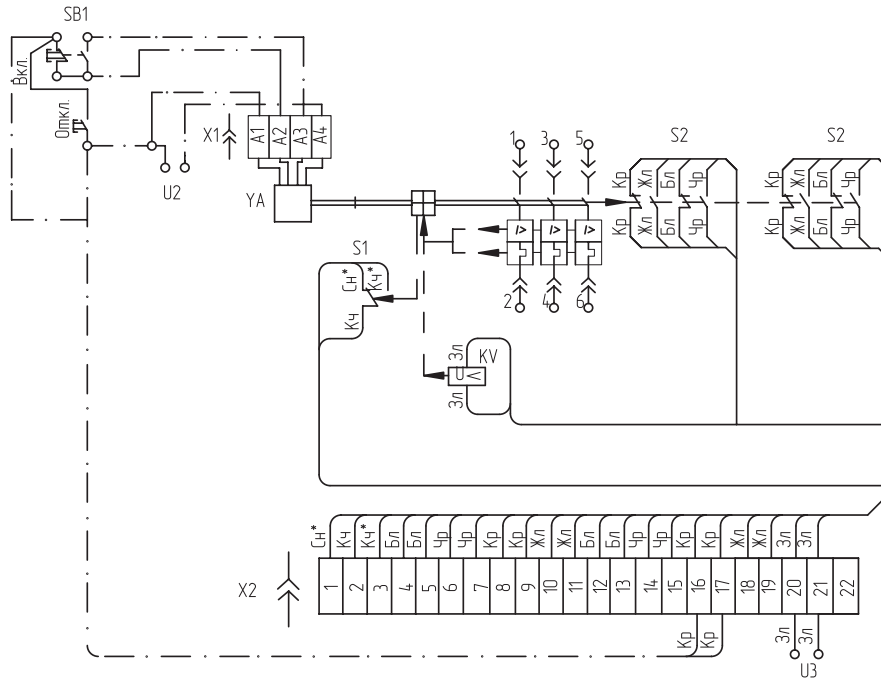 SB1
Вкл.
Откл.
X1
A1 A2 A3 A4
U2
YA
1 3 5
I> I> I>
2 4 6
S2 S2
Кр Жл Бл Чр Кр Жл Бл Чр
Кр Жл Бл Чр Кр Жл Бл Чр
S1
Сн* Кч*
Кч
Зл KV
U<
Зл
Сн* Кч Кч* Бл Бл Чр Чр Кр Кр Жл Жл Бл Бл Чр Чр Кр Кр Жл Жл Зл Зл
X2
1 2 3 4 5 6 7 8 9 10 11 12 13 14 15 16 17 18 19 20 21 22
Кр Кр Зл Зл
U3